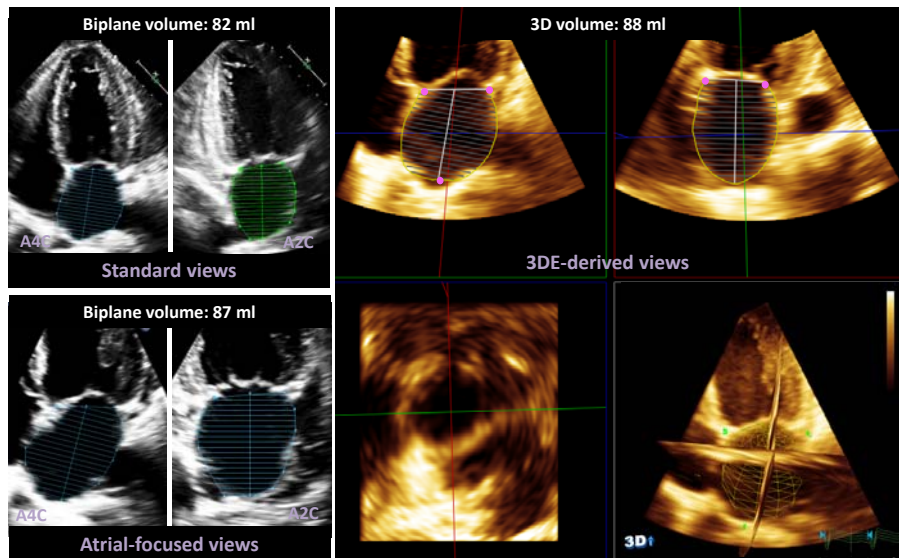 Biplane volume: 82 ml
A4C
A2C
Standard views
Biplane volume: 87 ml
A4C
A2C
Atrial-focused views
3D volume: 88 ml
3DE-derived views
3D